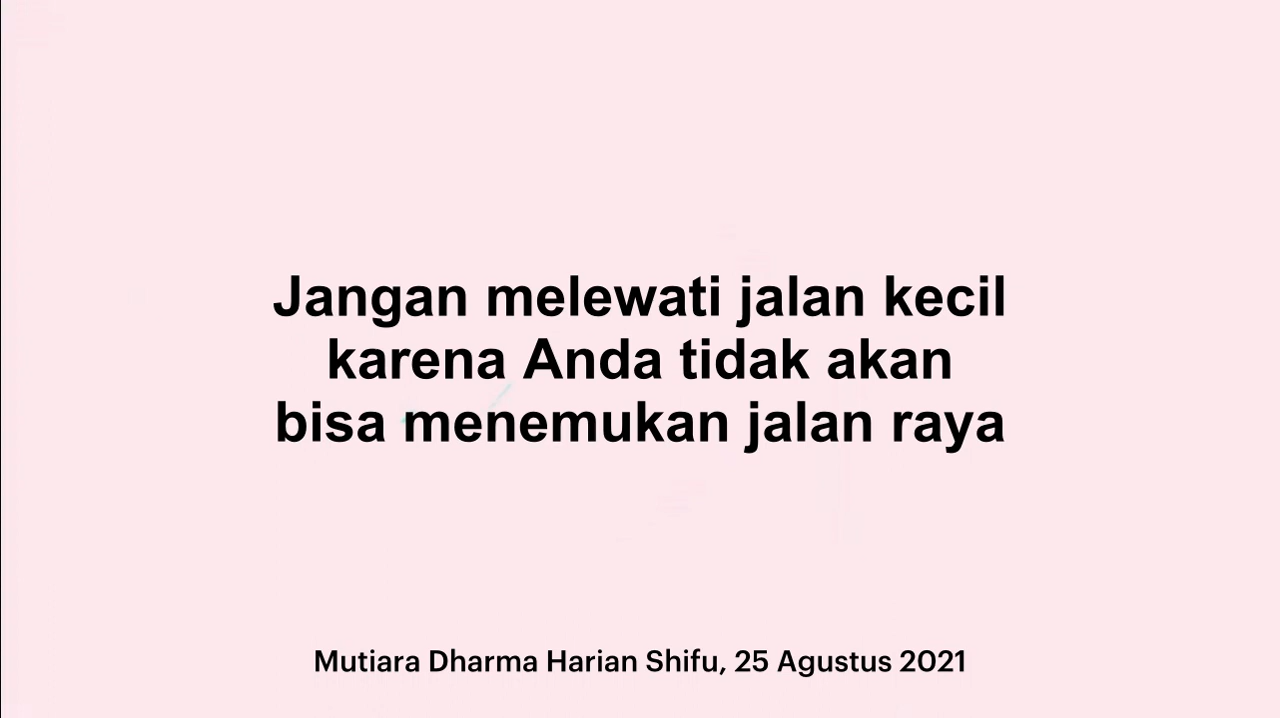 Jangan melewati jalan kecil
karena Anda tidak akan
bisa menemukan jalan raya
Mutiara Dharma Harian Shifu, 25 Agustus 2021